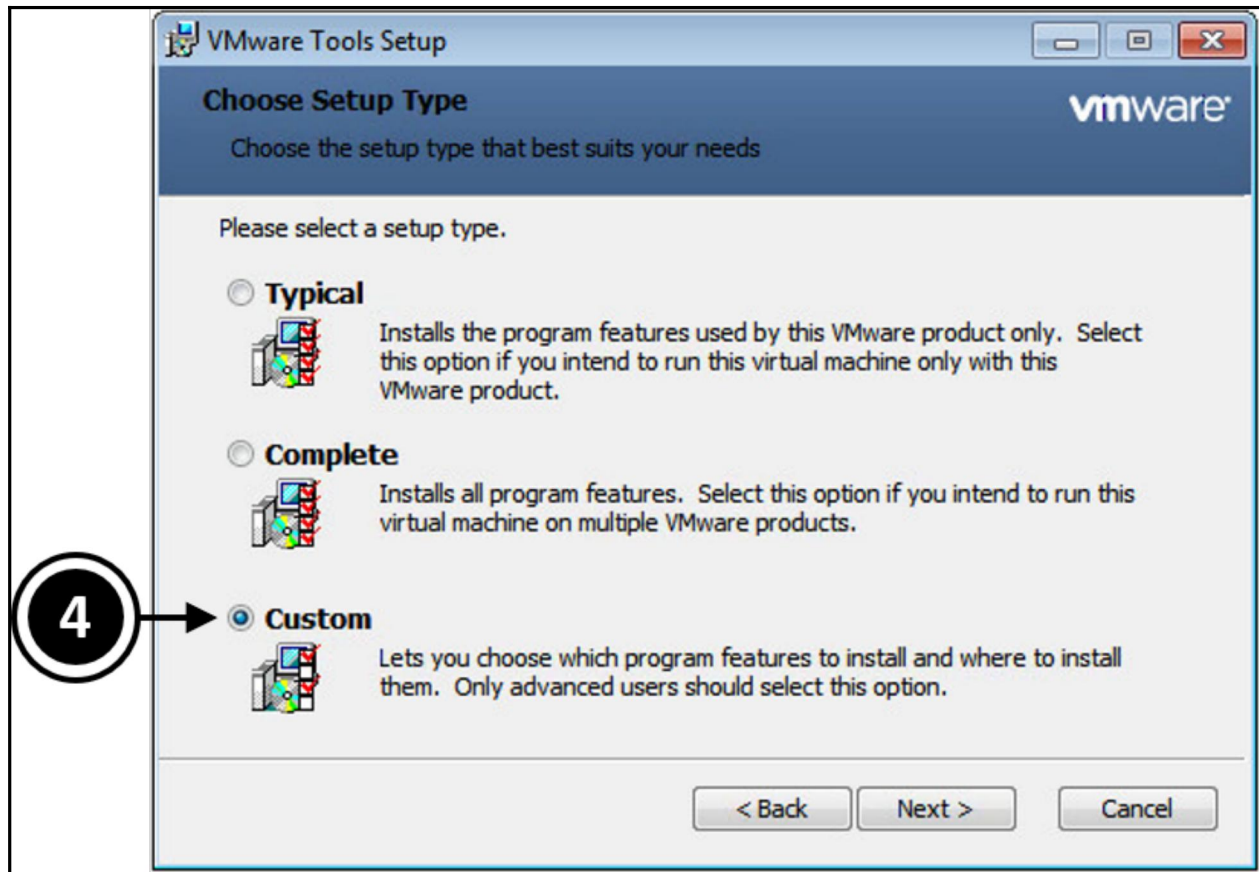 VMware Tools Setup
Choose Setup Type
vmware
Choose the setup type that best suits your needs
Please select a setup type.
Typical
Installs the program features used by this VMware product only. Select
this option if you intend to run this virtual machine only with this
VMware product.
Complete
Installs all program features. Select this option if you intend to run this
virtual machine on multiple VMware products.
4
Custom
Lets you choose which program features to install and where to install
them. Only advanced users should select this option.
< Back
Next >
Cancel